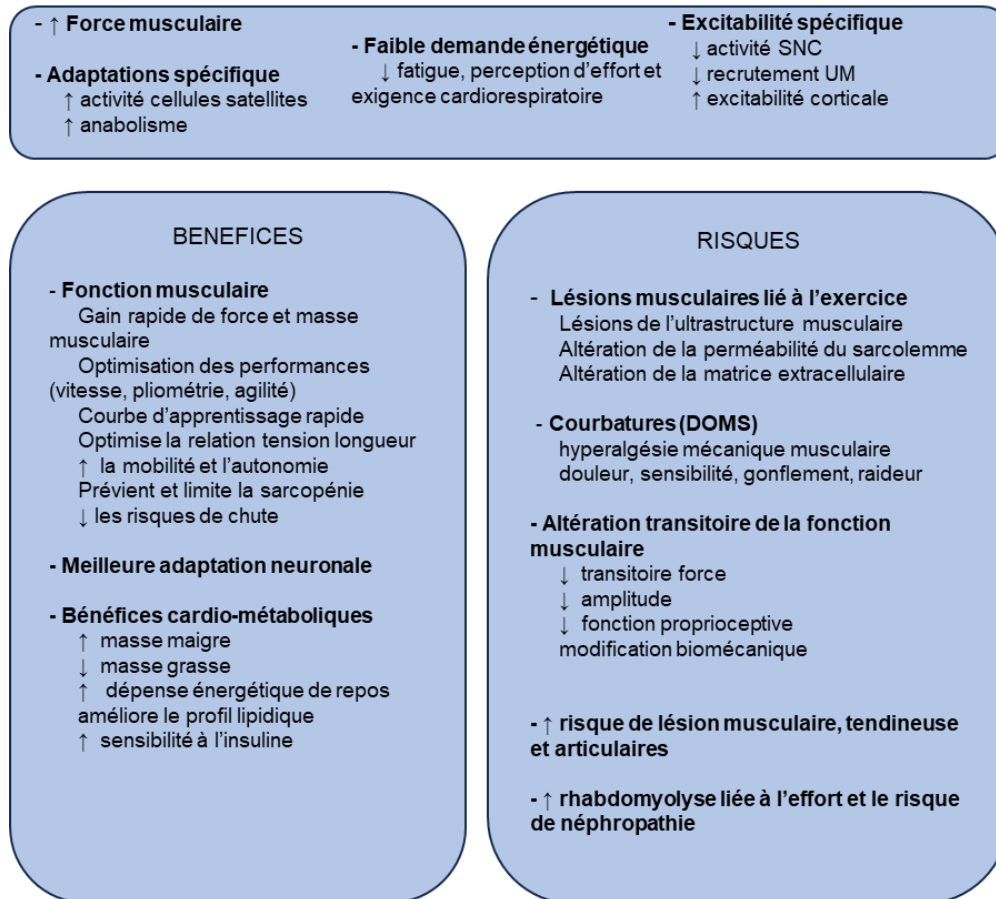 - ↑ Force musculaire
- Adaptations spécifique
↑ activité cellules satellites
↑ anabolisme
- Faible demande énergétique
↓ fatigue, perception d’effort et
exigence cardiorespiratoire
- Excitabilité spécifique
↓ activité SNC
↓ recrutement UM
↑ excitabilité corticale
BENEFICES
- Fonction musculaire
Gain rapide de force et masse
musculaire
Optimisation des performances
(vitesse, pliométrie, agilité)
Courbe d’apprentissage rapide
Optimise la relation tension longueur
↑ la mobilité et l’autonomie
Prévient et limite la sarcopénie
↓ les risques de chute
- Meilleure adaptation neuronale
- Bénéfices cardio-métaboliques
↑ masse maigre
↓ masse grasse
↑ dépense énergétique de repos
améliore le profil lipidique
↑ sensibilité à l’insuline
RISQUES
- Lésions musculaires lié à l’exercice
Lésions de l’ultrastructure musculaire
Altération de la perméabilité du sarcolemme
Altération de la matrice extracellulaire
- Courbatures (DOMS)
hyperalgésie mécanique musculaire
douleur, sensibilité, gonflement, raideur
- Altération transitoire de la fonction
musculaire
↓ transitoire force
↓ amplitude
↓ fonction proprioceptive
modification biomécanique
- ↑ risque de lésion musculaire, tendineuse
et articulaires
- ↑ rhabdomyolyse liée à l’effort et le risque
de néphropathie